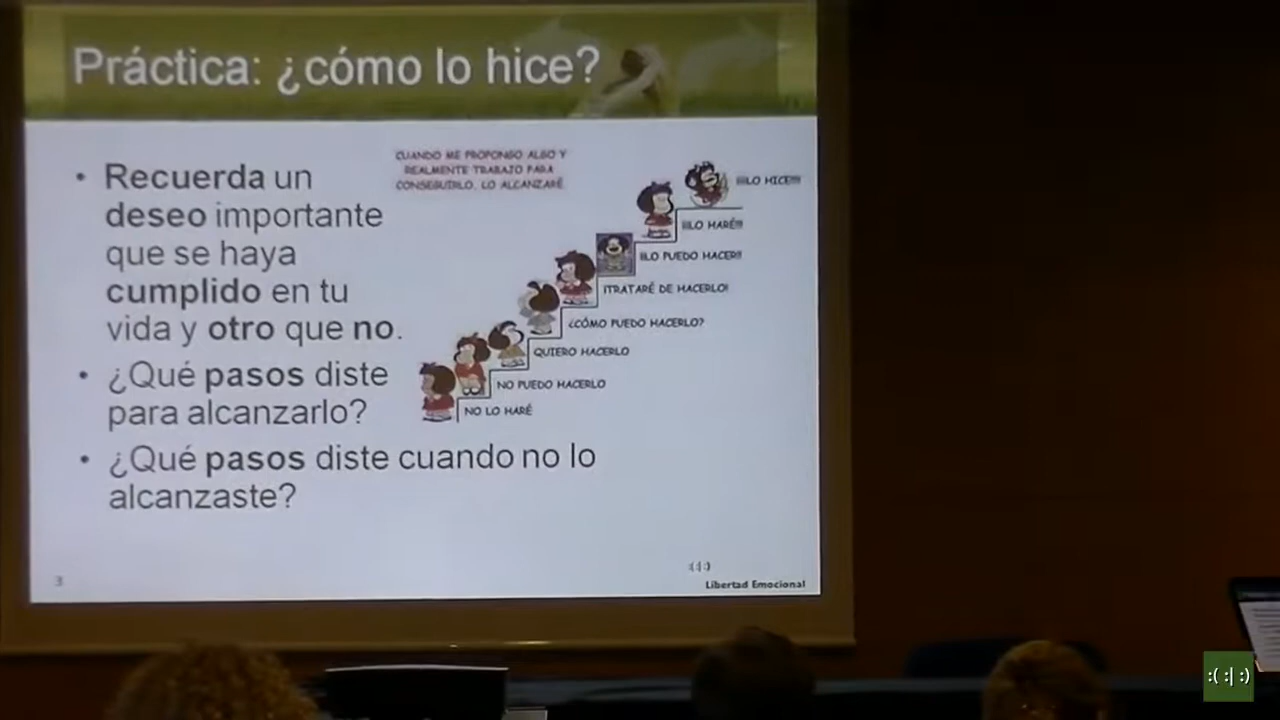 Práctica: ¿cómo lo hice?
• Recuerda un
deseo importante
que se haya
cumplido en tu
vida y otro que no.
• ¿Qué pasos diste
para alcanzarlo?
• ¿Qué pasos diste cuando no lo
alcanzaste?
CUANDO ME PROPONGO ALGO Y
REALMENTE TRABAJO PARA
CONSEGUIRLO, LO ALCANZARÉ
¡¡¡¡LO HICE!!!!
¡¡¡LO HARÉ!!!
¡¡LO PUEDO HACER!!
¡TRATARÉ DE HACERLO!
¿CÓMO PUEDO HACERLO?
QUIERO HACERLO
NO PUEDO HACERLO
NO LO HARÉ
3
:(:|:)
Libertad Emocional
:( :| :)